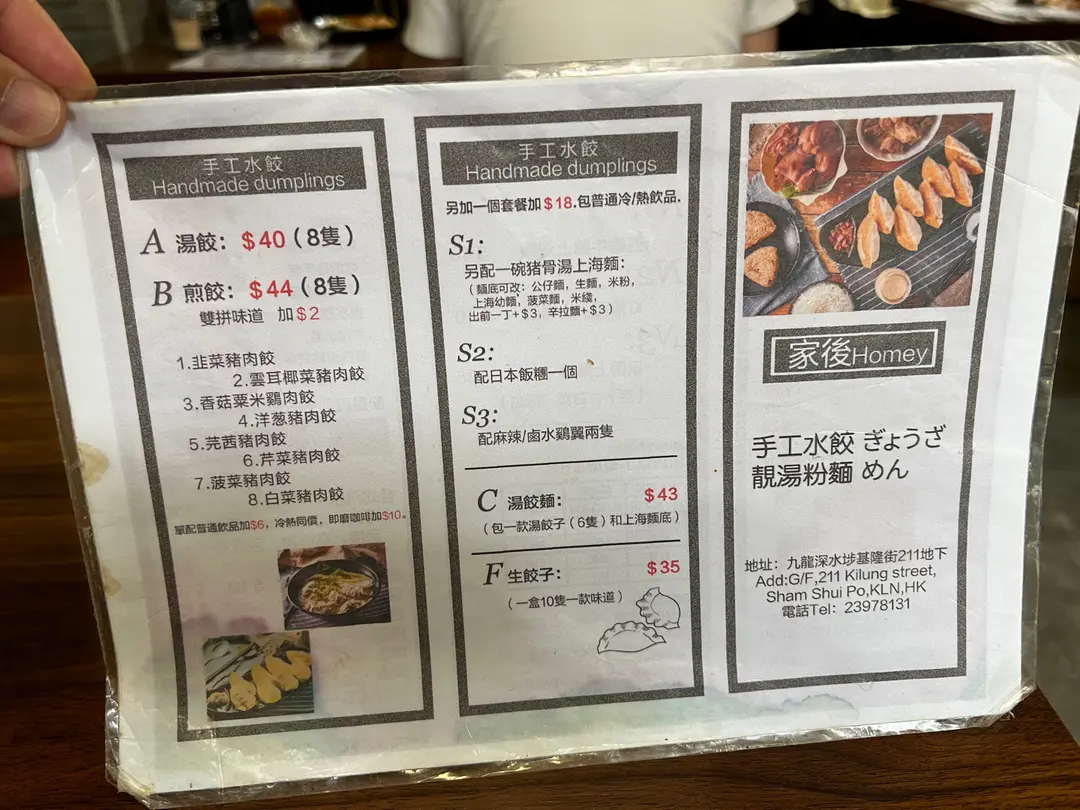 手工水餃
Handmade dumplings
A 湯餃：$40（8隻）
B 煎餃：$44（8隻）
雙拼味道 加$2
1.韭菜豬肉餃
2.雲耳椰菜豬肉餃
3.香菇粟米鷄肉餃
4.洋葱豬肉餃
5.芫茜豬肉餃
6.芹菜豬肉餃
7.菠菜豬肉餃
8.白菜豬肉餃
單配普通飲品加$6，冷熱同價，即磨咖啡加$10。
手工水餃
Handmade dumplings
另加一個套餐加$18.包普通冷/熱飲品.
S1:
另配一碗猪骨湯上海麵：
（麵底可改：公仔麵，生麵，米粉，
上海幼麵，菠菜麵，米綫，
出前一丁+$3，辛拉麵+$3）
S2:
配日本飯糰一個
S3:
配麻辣/鹵水鷄翼兩隻
C 湯餃麵： $43
（包一款湯餃子（6隻）和上海麵底）
F 生餃子： $35
（一盒10隻一款味道）
家後Homey
手工水餃 ぎょうざ
靚湯粉麵 めん
地址：九龍深水埗基隆街211地下
Add:G/F,211 Kilung street,
Sham Shui Po,KLN,HK
電話Tel：23978131